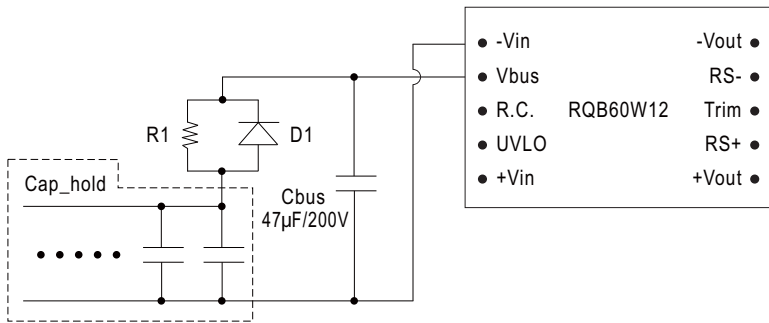 -Vin
-Vout
Vbus
RS-
R.C.
RQB60W12
Trim
UVLO
RS+
+Vin
+Vout
R1
D1
Cap_hold
Cbus
47µF/200V